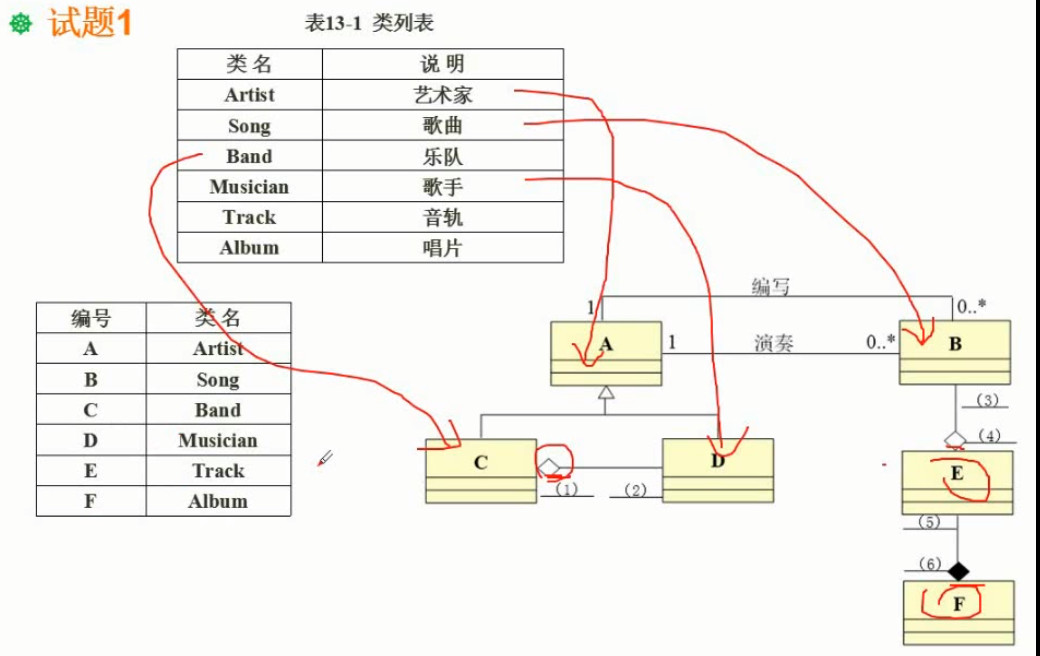 试题1
表13-1 类列表
类 名 说 明
Artist 艺术家
Song 歌曲
Band 乐队
Musician 歌手
Track 音轨
Album 唱片
编号 类 名
A Artist
B Song
C Band
D Musician
E Track
F Album
编写
1 0..*
A 1 演奏 0..* B
(3)
(4)
C D
E
(1) (2)
(5)
(6)
F